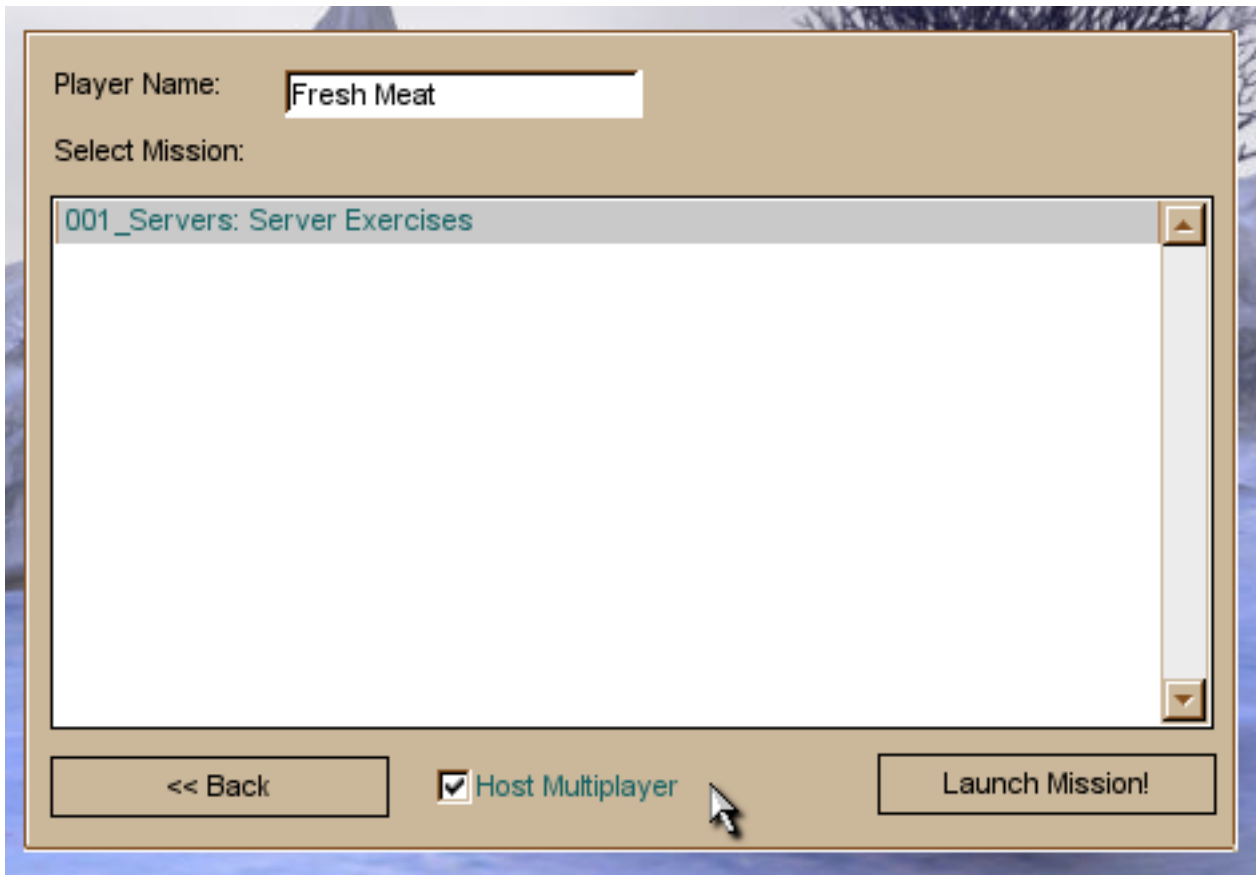 Player Name:
Fresh Meat
Select Mission:
001_Servers: Server Exercises
<< Back
Host Multiplayer
Launch Mission!